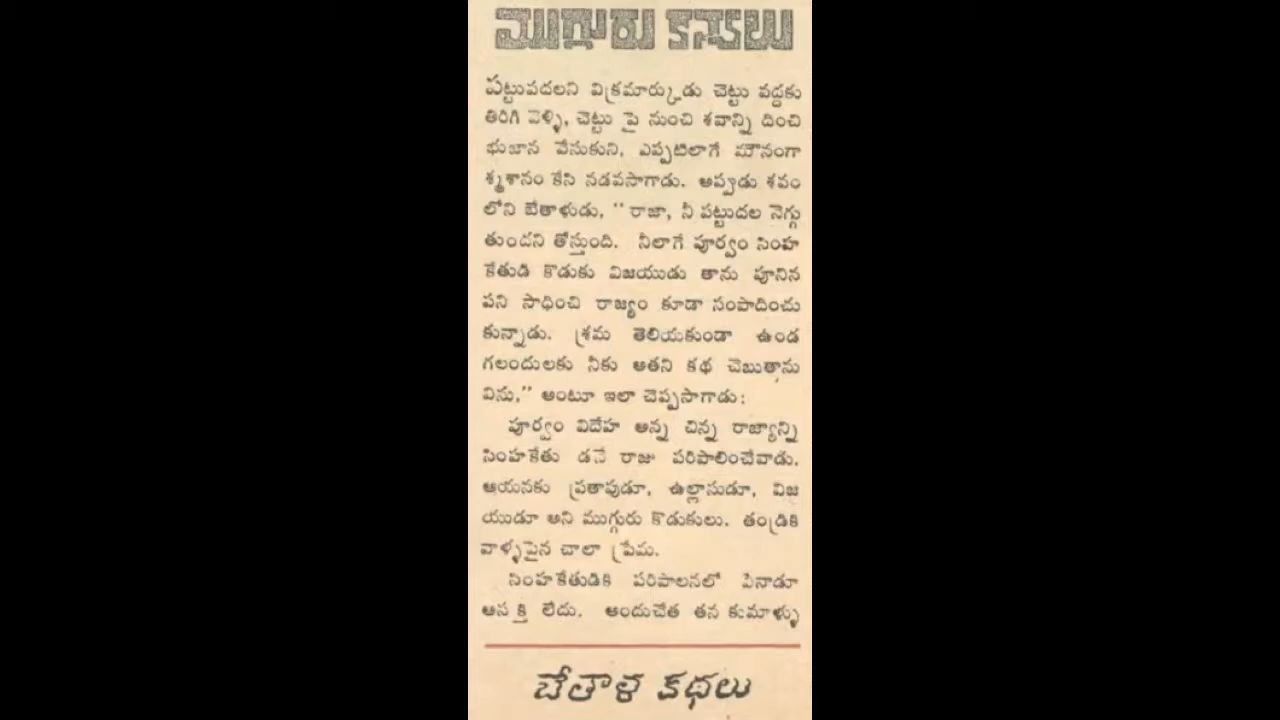 ముగ్గురు కన్యలు
పట్టువదలని విక్రమార్కుడు చెట్టు వద్దకు
తిరిగి వెళ్ళి, చెట్టు పై నుంచి శవాన్ని దించి
భుజాన వేసుకుని, ఎప్పటిలాగే మౌనంగా
శ్మశానం కేసి నడవసాగాడు. అప్పుడు శవం
లోని బేతాళుడు, "రాజా, నీ పట్టుదల నెగ్గు
తుందని తోస్తుంది. నీలాగే పూర్వం సింహ
కేతుడి కొడుకు విజయుడు తాను పూనిన
పని సాధించి రాజ్యం కూడా సంపాదించు
కున్నాడు. శ్రమ తెలియకుండా ఉండ
గలందులకు నీకు అతని కథ చెబుతాను
విను," అంటూ ఇలా చెప్పసాగాడు:
పూర్వం విదేహ అన్న చిన్న రాజ్యాన్ని
సింహకేతు డనే రాజు పరిపాలించేవాడు.
ఆయనకు ప్రతాపుడూ, ఉల్లాసుడూ, విజ
యుడూ అని ముగ్గురు కొడుకులు. తండ్రికి
వాళ్ళపైన చాలా ప్రేమ.
సింహకేతుడికి పరిపాలనలో ఏనాడూ
ఆసక్తి లేదు. అందుచేత తన కుమాళ్ళు
బేతాళ కథలు